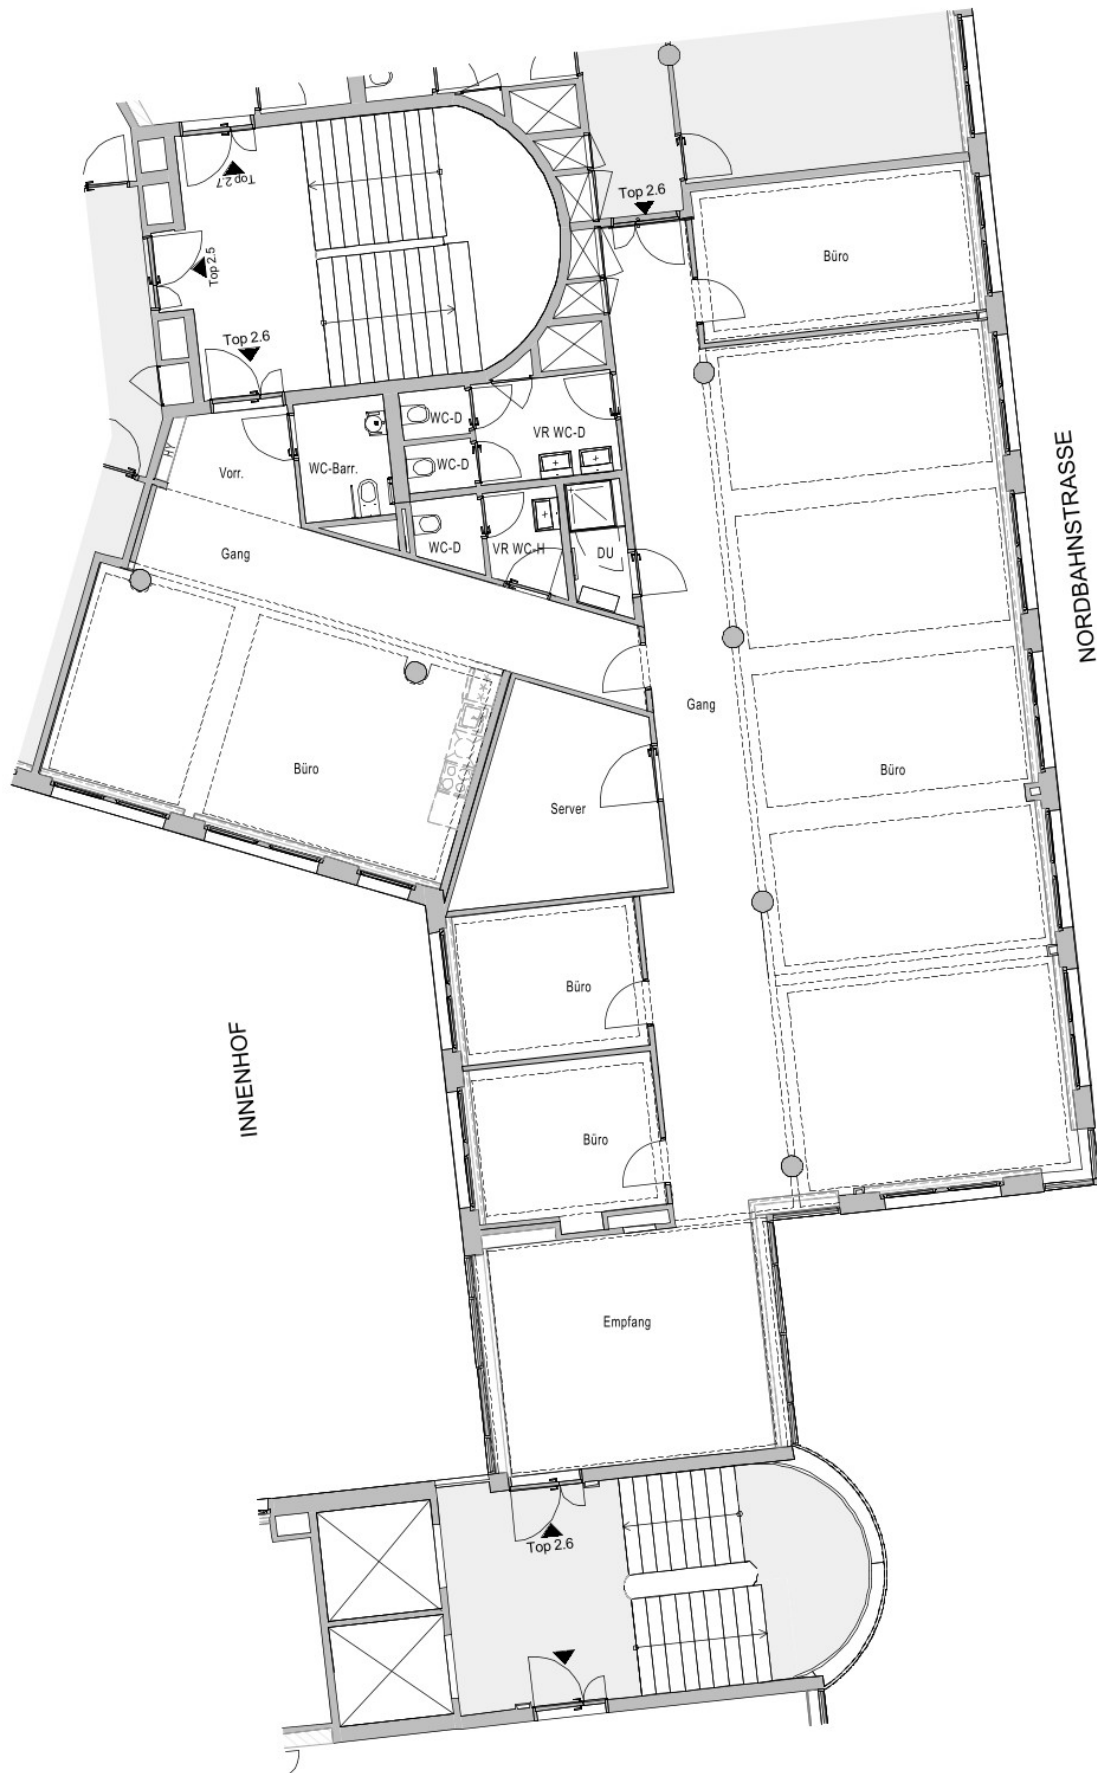 Top 2.7
Top 2.6
Top 2.5
Büro
Top 2.6
WC-D
VR WC-D
HY
Vorr.
WC-Barr.
WC-D
NORDBAHNSTRASSE
Gang
WC-D
VR WC-H
DU
Gang
Büro
Büro
Server
Büro
INNENHOF
Büro
Empfang
Top 2.6